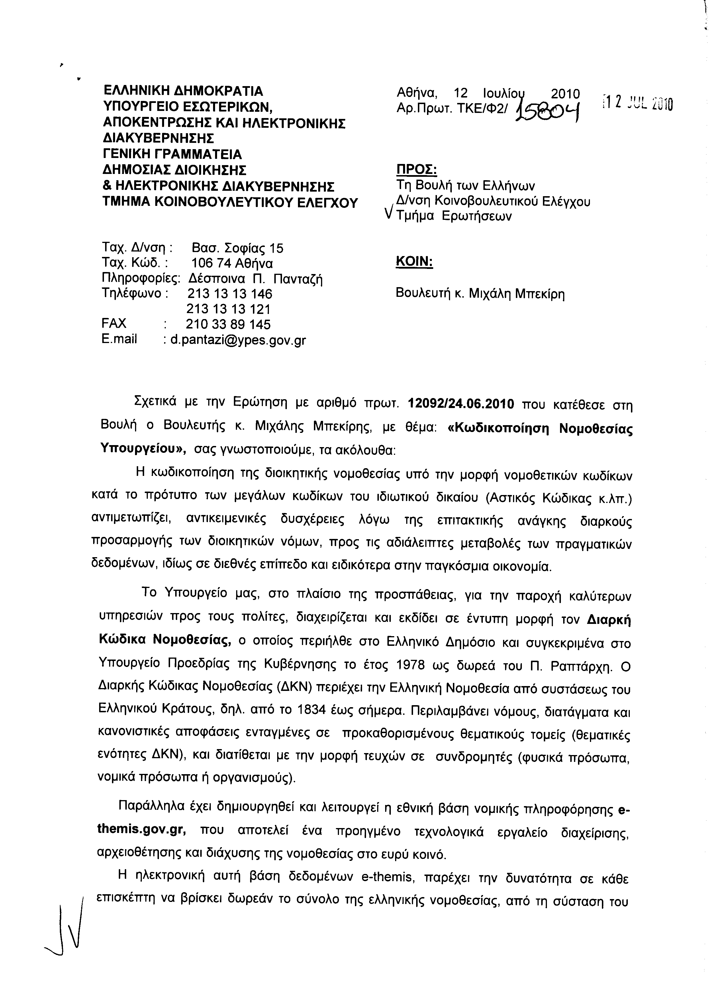 ΕΛΛΗΝΙΚΗ ΔΗΜΟΚΡΑΤΙΑ
ΥΠΟΥΡΓΕΙΟ ΕΣΩΤΕΡΙΚΩΝ,
ΑΠΟΚΕΝΤΡΩΣΗΣ ΚΑΙ ΗΛΕΚΤΡΟΝΙΚΗΣ
ΔΙΑΚΥΒΕΡΝΗΣΗΣ
ΓΕΝΙΚΗ ΓΡΑΜΜΑΤΕΙΑ
ΔΗΜΟΣΙΑΣ ΔΙΟΙΚΗΣΗΣ
& ΗΛΕΚΤΡΟΝΙΚΗΣ ΔΙΑΚΥΒΕΡΝΗΣΗΣ
ΤΜΗΜΑ ΚΟΙΝΟΒΟΥΛΕΥΤΙΚΟΥ ΕΛΕΓΧΟΥ
Αθήνα, 12 Ιουλίου 2010
Αρ.Πρωτ. ΤΚΕ/Φ2/ 15804
12 JUL 2010
ΠΡΟΣ:
Τη Βουλή των Ελλήνων
Δ/νση Κοινοβουλευτικού Ελέγχου
Τμήμα Ερωτήσεων
Ταχ. Δ/νση : Βασ. Σοφίας 15
Ταχ. Κώδ. : 106 74 Αθήνα
Πληροφορίες: Δέσποινα Π. Πανταζή
Τηλέφωνο : 213 13 13 146
213 13 13 121
FAX : 210 33 89 145
E.mail : d.pantazi@ypes.gov.gr
ΚΟΙΝ:
Βουλευτή κ. Μιχάλη Μπεκίρη
Σχετικά με την Ερώτηση με αριθμό πρωτ. 12092/24.06.2010 που κατέθεσε στη
Βουλή ο Βουλευτής κ. Μιχάλης Μπεκίρης, με θέμα: «Κωδικοποίηση Νομοθεσίας
Υπουργείου», σας γνωστοποιούμε, τα ακόλουθα:
Η κωδικοποίηση της διοικητικής νομοθεσίας υπό την μορφή νομοθετικών κωδίκων
κατά το πρότυπο των μεγάλων κωδίκων του ιδιωτικού δικαίου (Αστικός Κώδικας κ.λπ.)
αντιμετωπίζει, αντικειμενικές δυσχέρειες λόγω της επιτακτικής ανάγκης διαρκούς
προσαρμογής των διοικητικών νόμων, προς τις αδιάλειπτες μεταβολές των πραγματικών
δεδομένων, ιδίως σε διεθνές επίπεδο και ειδικότερα στην παγκόσμια οικονομία.
Το Υπουργείο μας, στο πλαίσιο της προσπάθειας, για την παροχή καλύτερων
υπηρεσιών προς τους πολίτες, διαχειρίζεται και εκδίδει σε έντυπη μορφή τον Διαρκή
Κώδικα Νομοθεσίας, ο οποίος περιήλθε στο Ελληνικό Δημόσιο και συγκεκριμένα στο
Υπουργείο Προεδρίας της Κυβέρνησης το έτος 1978 ως δωρεά του Π. Ραπτάρχη. Ο
Διαρκής Κώδικας Νομοθεσίας (ΔΚΝ) περιέχει την Ελληνική Νομοθεσία από συστάσεως του
Ελληνικού Κράτους, δηλ. από το 1834 έως σήμερα. Περιλαμβάνει νόμους, διατάγματα και
κανονιστικές αποφάσεις ενταγμένες σε προκαθορισμένους θεματικούς τομείς (θεματικές
ενότητες ΔΚΝ), και διατίθεται με την μορφή τευχών σε συνδρομητές (φυσικά πρόσωπα,
νομικά πρόσωπα ή οργανισμούς).
Παράλληλα έχει δημιουργηθεί και λειτουργεί η εθνική βάση νομικής πληροφόρησης e-
themis.gov.gr, που αποτελεί ένα προηγμένο τεχνολογικά εργαλείο διαχείρισης,
αρχειοθέτησης και διάχυσης της νομοθεσίας στο ευρύ κοινό.
Η ηλεκτρονική αυτή βάση δεδομένων e-themis, παρέχει την δυνατότητα σε κάθε
επισκέπτη να βρίσκει δωρεάν το σύνολο της ελληνικής νομοθεσίας, από τη σύσταση του